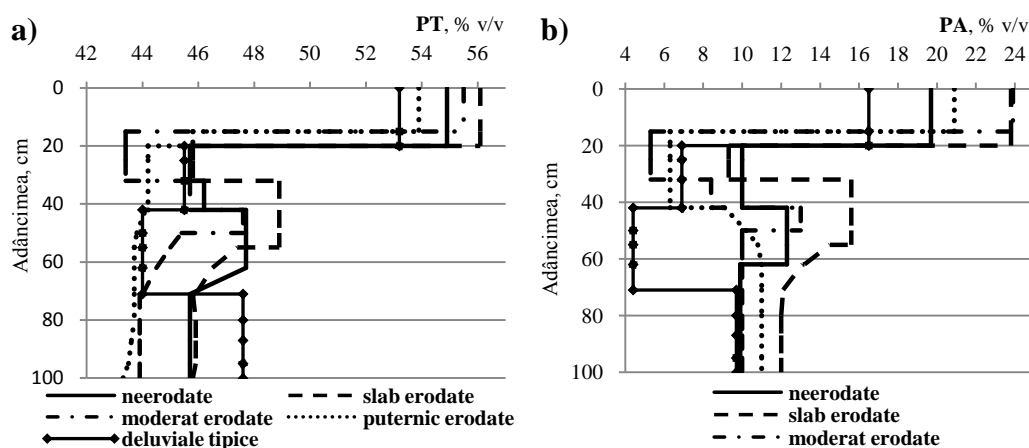 a) PT, % v/v
42 44 46 48 50 52 54 56
0
20
40
60
80
100
Adâncimea, cm
neerodate slab erodate
moderat erodate puternic erodate
deluviale tipice
b) PA, % v/v
4 6 8 10 12 14 16 18 20 22 24
0
20
40
60
80
100
Adâncimea, cm
neerodate
slab erodate
moderat erodate